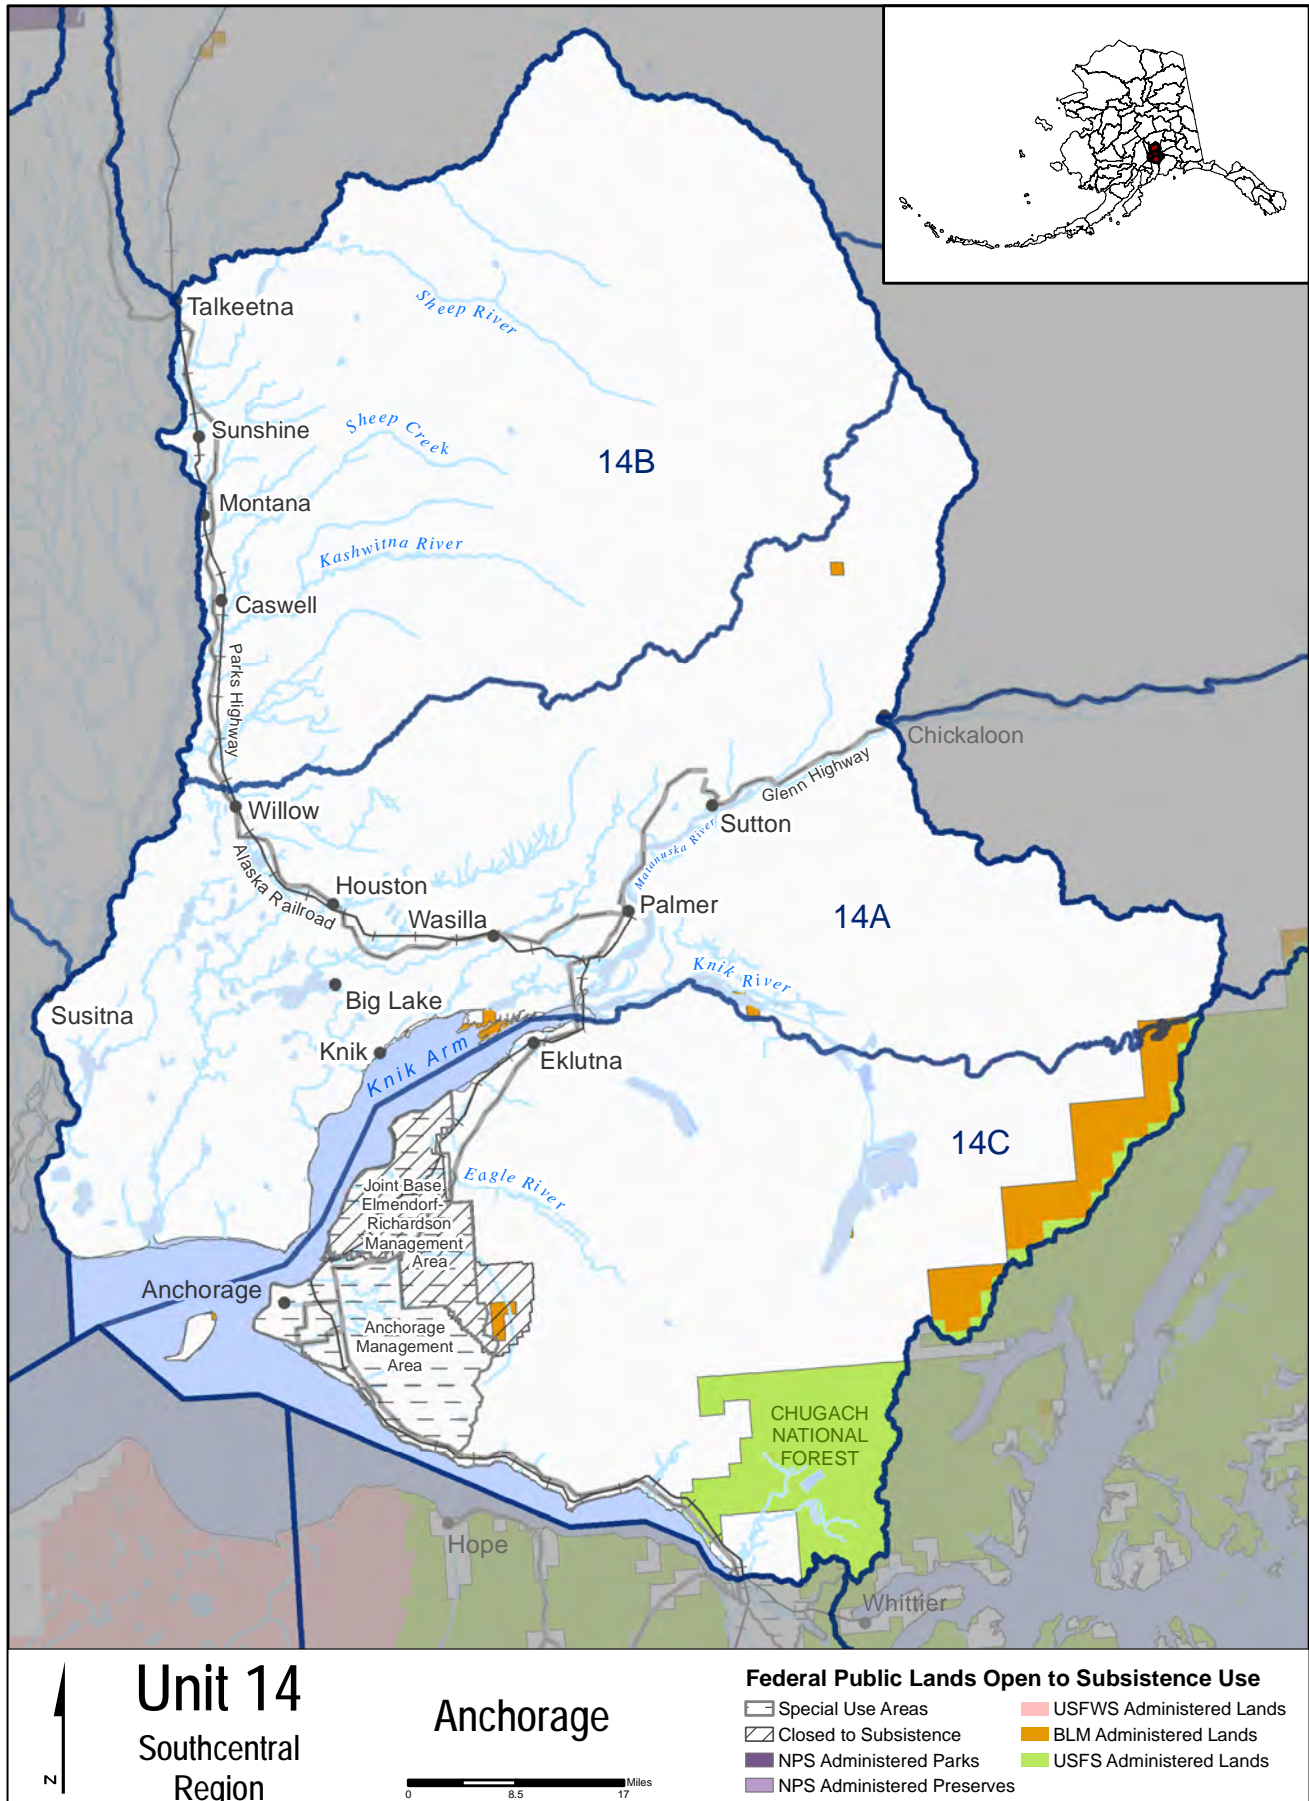 Talkeetna
Sheep River
Sunshine
Sheep Creek
14B
Montana
Kashwitna River
Caswell
Parks Highway
Chickaloon
Glenn Highway
Willow
Sutton
Matanuska River
Alaska Railroad
Houston
Wasilla
Palmer
14A
Knik River
Big Lake
Susitna
Knik
Knik Arm
Eklutna
14C
Eagle River
Joint Base
Elmendorf-
Richardson
Management
Area
Anchorage
Anchorage
Management
Area
CHUGACH
NATIONAL
FOREST
Hope
Whittier
N
Unit 14
Southcentral
Region
Anchorage
0 8.5 17 Miles
Federal Public Lands Open to Subsistence Use
Special Use Areas
Closed to Subsistence
NPS Administered Parks
NPS Administered Preserves
USFWS Administered Lands
BLM Administered Lands
USFS Administered Lands